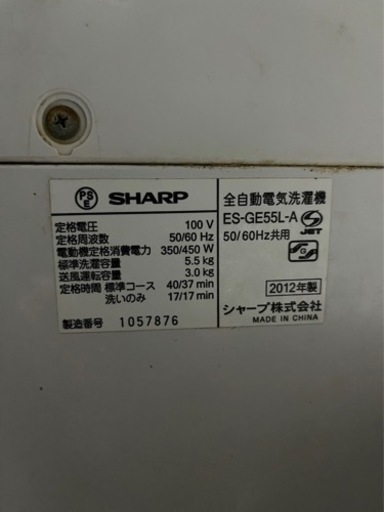 PSE SHARP
定格電圧 100 V
定格周波数 50/60 Hz
電動機定格消費電力 350/450 W
標準洗濯容量 5.5 kg
送風運転容量 3.0 kg
定格時間 標準コース 40/37 min
洗いのみ 17/17 min
製造番号 1057876
全自動電気洗濯機
ES-GE55L-A
JET
50/60Hz共用
S
2012年製
シャープ株式会社
MADE IN CHINA